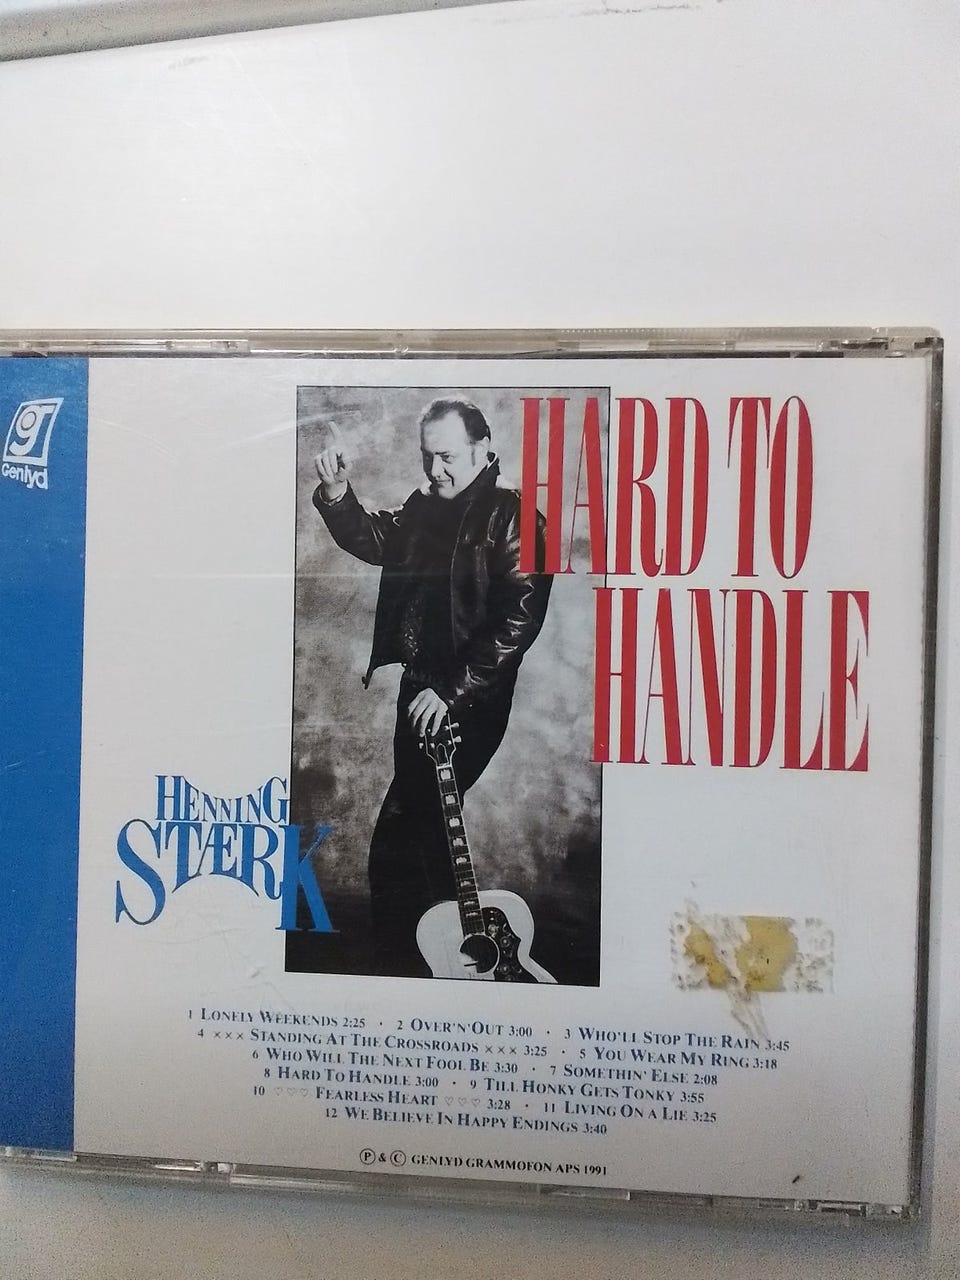 g
Genlyd
HARD TO
HANDLE
HENNING
STÆRK
1 LONELY WEEKENDS 2:25 · 2 OVER'N'OUT 3:00 · 3 WHO'LL STOP THE RAIN 3:45
4 ××× STANDING AT THE CROSSROADS ××× 3:25 · 5 YOU WEAR MY RING 3:18
6 WHO WILL THE NEXT FOOL BE 3:30 · 7 SOMETHIN' ELSE 2:08
8 HARD TO HANDLE 3:00 · 9 TILL HONKY GETS TONKY 3:55
10 ♡♡♡ FEARLESS HEART ♡♡♡ 3:28 · 11 LIVING ON A LIE 3:25
12 WE BELIEVE IN HAPPY ENDINGS 3:40
Ⓟ & © GENLYD GRAMMOFON APS 1991